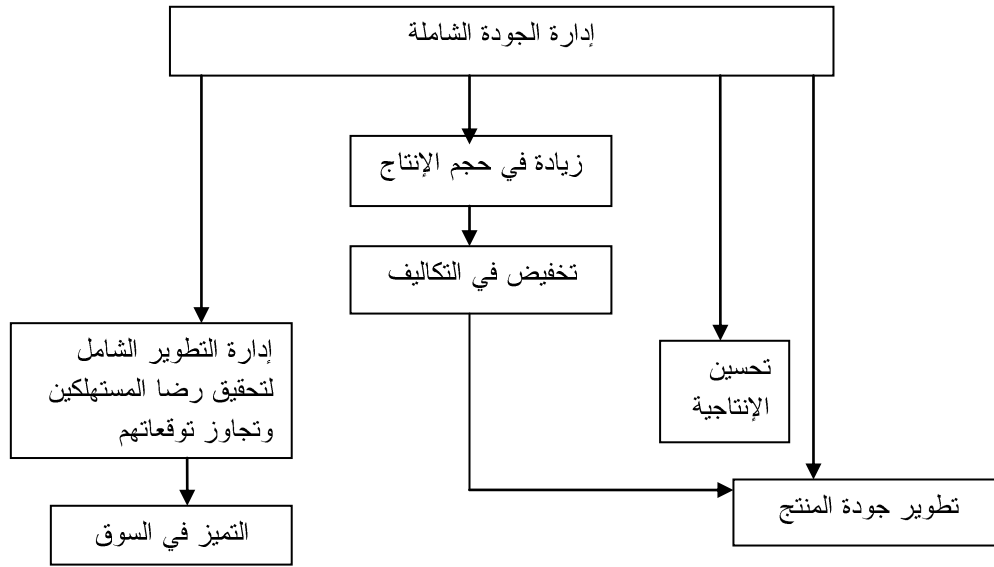 إدارة الجودة الشاملة
زيادة في حجم الإنتاج
تخفيض في التكاليف
إدارة التطوير الشامل
لتحقيق رضا المستهلكين
وتجاوز توقعاتهم
تحسين
الإنتاجية
تطوير جودة المنتج
التميز في السوق